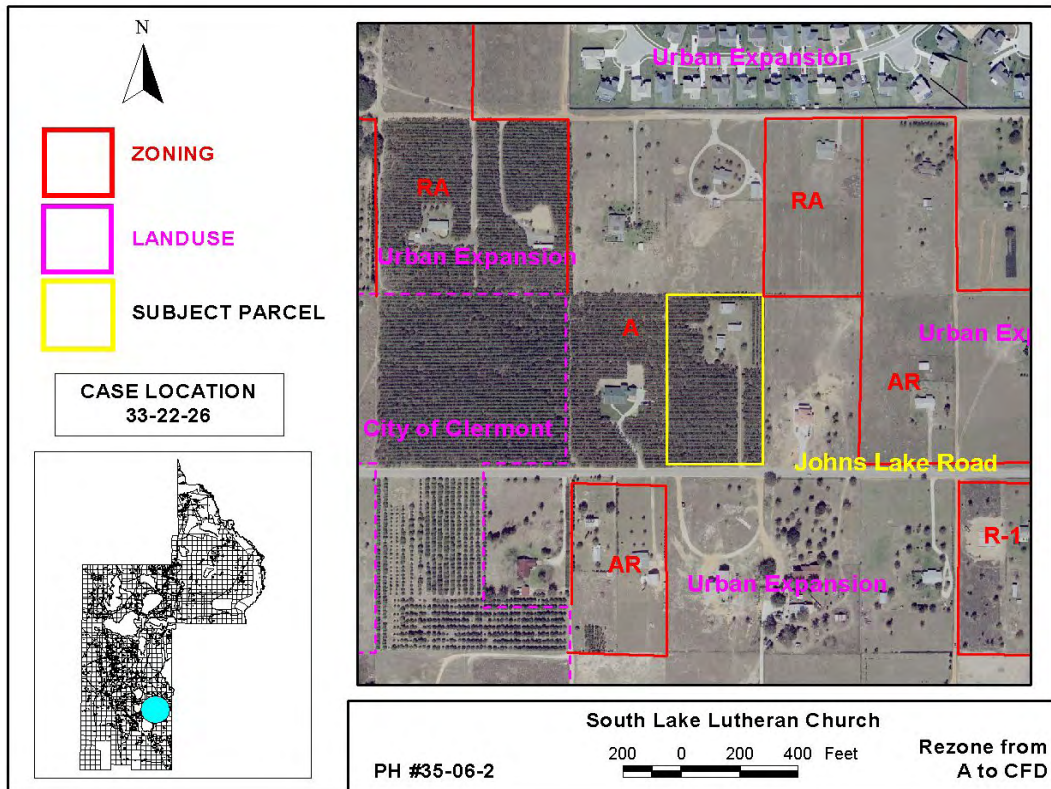 N
ZONING
LANDUSE
SUBJECT PARCEL
CASE LOCATION
33-22-26
Urban Expansion
RA
RA
Urban Expansion
A
Urban Exp
AR
City of Clermont
Johns Lake Road
R-1
AR
Urban Expansion
South Lake Lutheran Church
200 0 200 400 Feet
PH #35-06-2
Rezone from
A to CFD